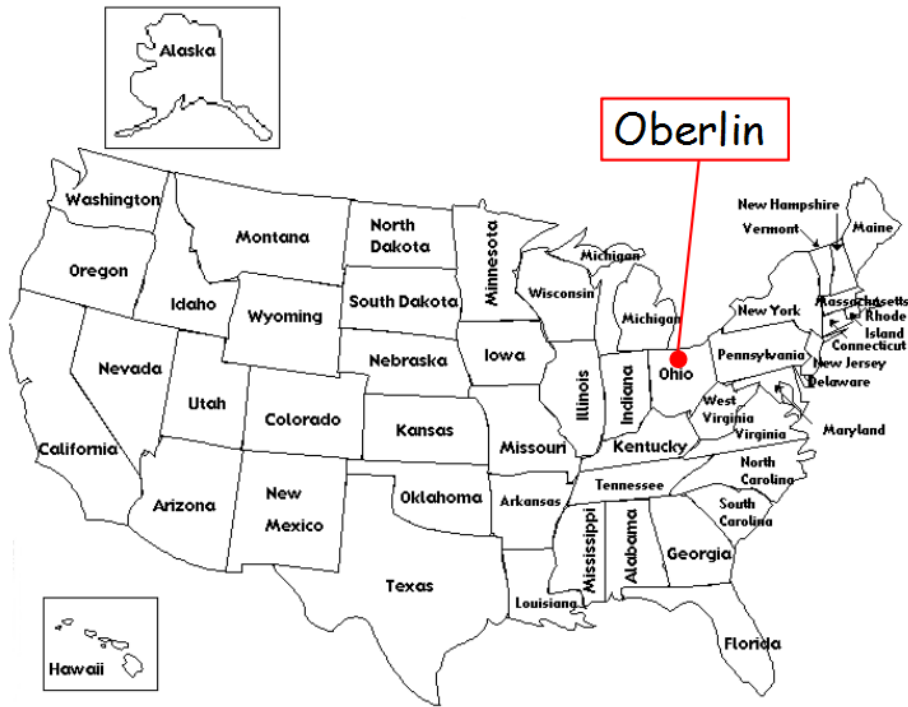 Alaska
Oberlin
Washington
Montana
North
Dakota
Minnesota
Michigan
New Hampshire
Vermont
Maine
Oregon
Idaho
Wyoming
South Dakota
Wisconsin
Michigan
New York
Massachusetts
Rhode
Island
Connecticut
Nevada
Utah
Colorado
Nebraska
Iowa
Illinois
Indiana
Ohio
Pennsylvania
New Jersey
Delaware
Maryland
California
Kansas
Missouri
Kentucky
West
Virginia
Virginia
Arizona
New
Mexico
Oklahoma
Arkansas
Tennessee
North
Carolina
South
Carolina
Texas
Louisiana
Mississippi
Alabama
Georgia
Florida
Hawaii